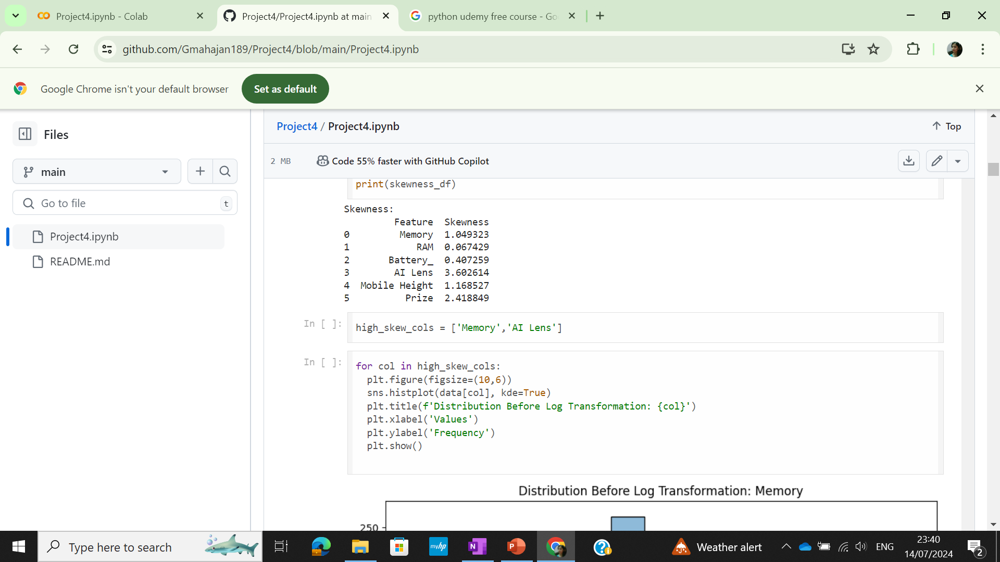 Project4.ipynb - Colab
Project4/Project4.ipynb at main
python udemy free course - Go
github.com/Gmahajan189/Project4/blob/main/Project4.ipynb
Google Chrome isn't your default browser
Set as default
Files
main
Go to file
t
Project4.ipynb
README.md
Project4 / Project4.ipynb
Top
2 MB
Code 55% faster with GitHub Copilot
print(skewness_df)
Skewness:
Feature Skewness
0 Memory 1.049323
1 RAM 0.067429
2 Battery_ 0.407259
3 AI Lens 3.602614
4 Mobile Height 1.168527
5 Prize 2.418849
In [ ]:
high_skew_cols = ['Memory','AI Lens']
In [ ]:
for col in high_skew_cols:
plt.figure(figsize=(10,6))
sns.histplot(data[col], kde=True)
plt.title(f'Distribution Before Log Transformation: {col}')
plt.xlabel('Values')
plt.ylabel('Frequency')
plt.show()
Distribution Before Log Transformation: Memory
250
Type here to search
myhp
N
P
Weather alert
ENG
23:40
14/07/2024
2